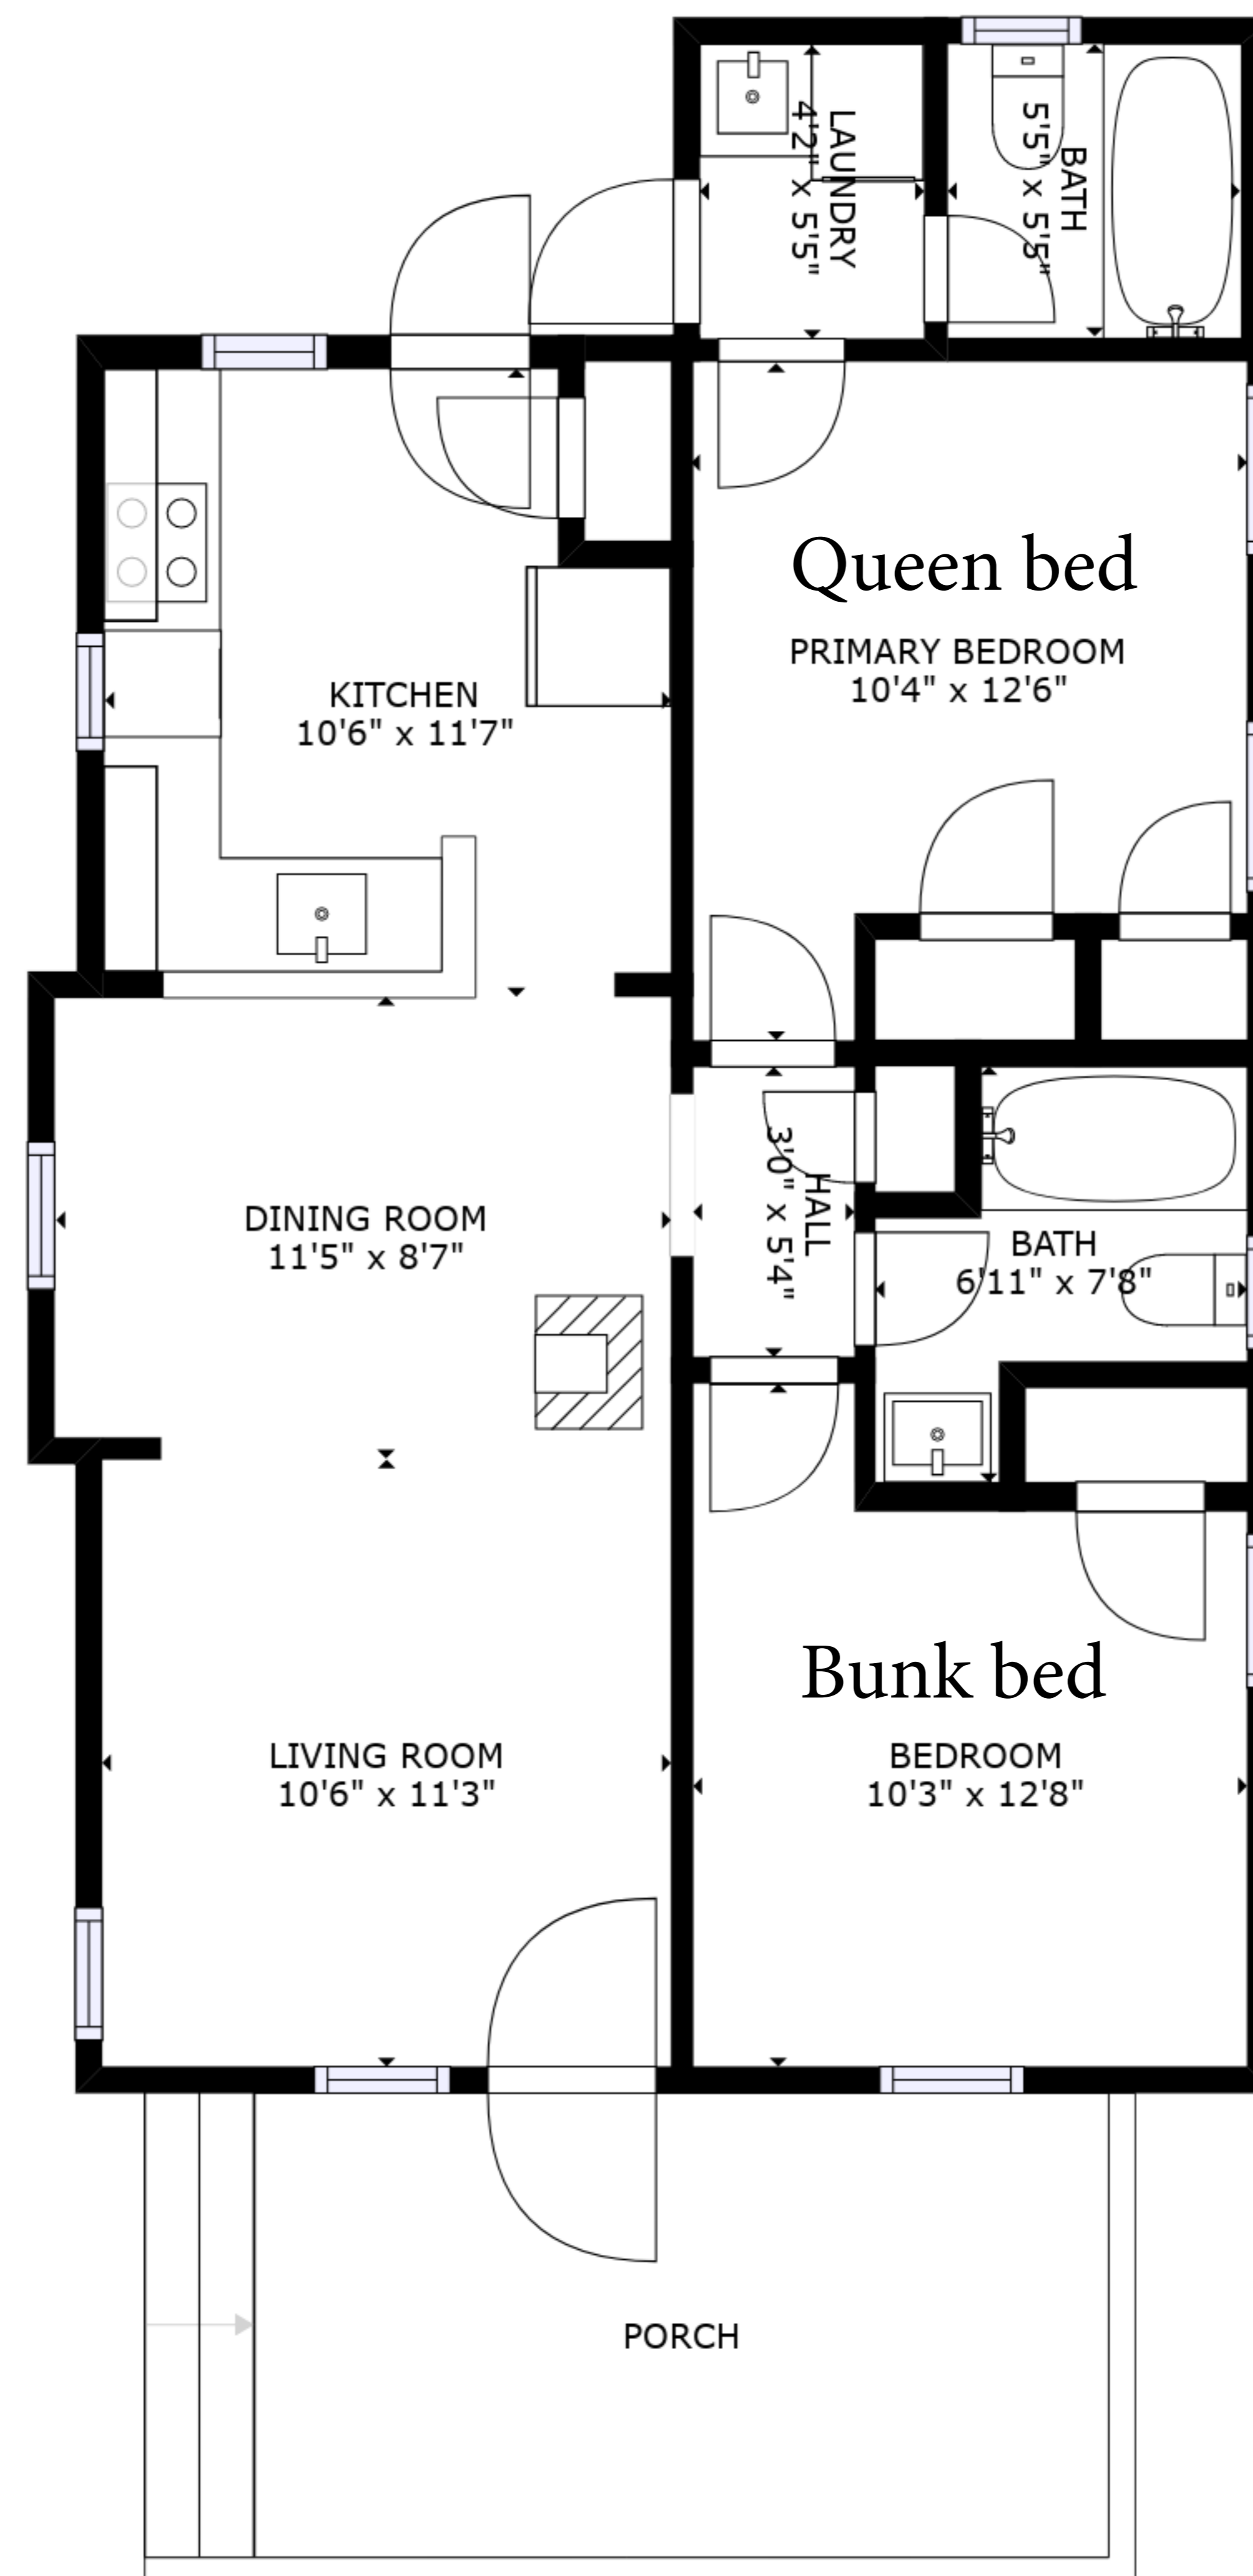 LAUNDRY
4'2" x 5'5"
BATH
5'5" x 5'5"
Queen bed
PRIMARY BEDROOM
10'4" x 12'6"
KITCHEN
10'6" x 11'7"
HALL
3'0" x 5'4"
DINING ROOM
11'5" x 8'7"
BATH
6'11" x 7'8"
Bunk bed
LIVING ROOM
10'6" x 11'3"
BEDROOM
10'3" x 12'8"
PORCH